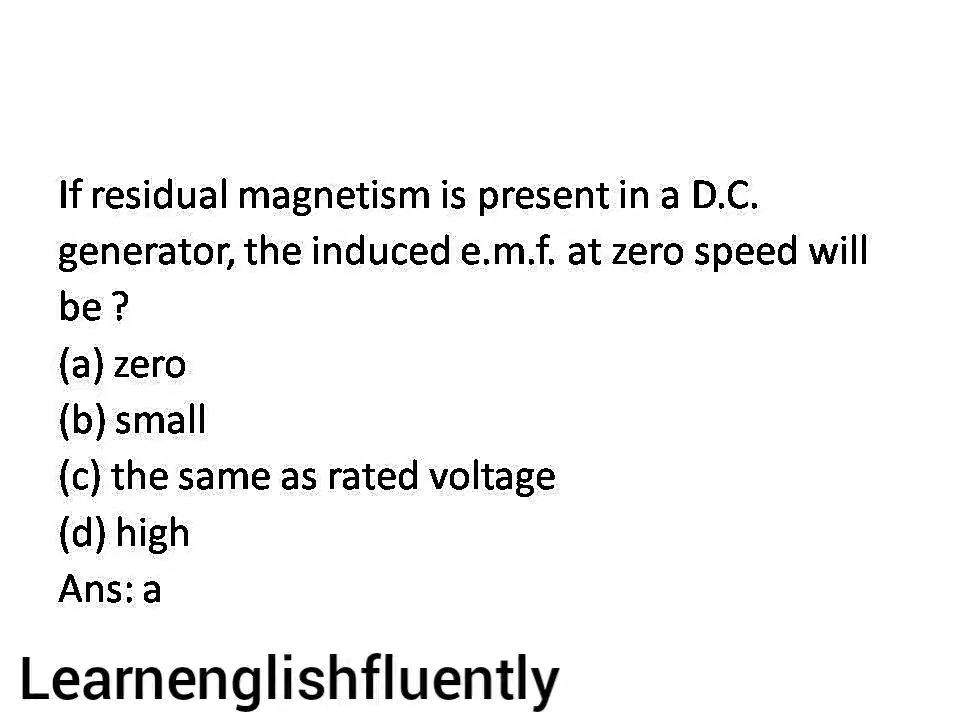 If residual magnetism is present in a D.C.
generator, the induced e.m.f. at zero speed will
be ?
(a) zero
(b) small
(c) the same as rated voltage
(d) high
Ans: a
Learnenglishfluently